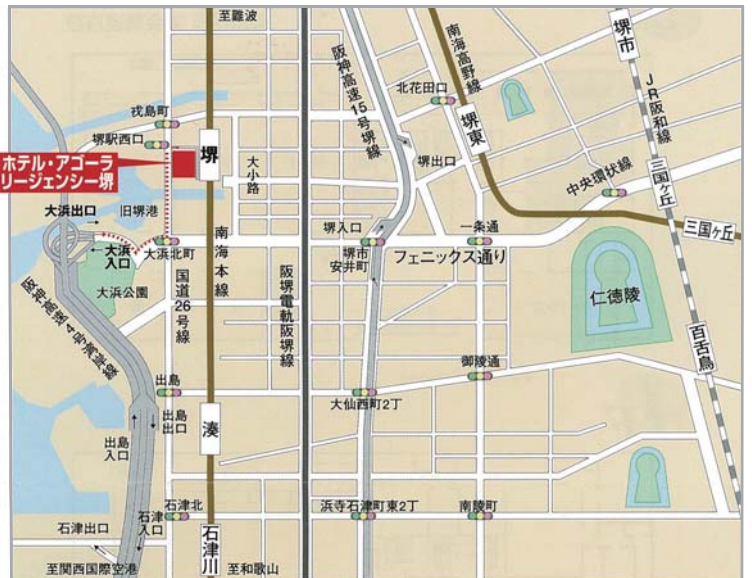 至難波
堺市
南海高野線
阪神高速15号堺線
JR阪和線
北花田口
戎島町
堺駅西口
堺
堺東
堺出口
大小路
ホテル・アゴーラ
リージェンシー堺
中央環状線
三国ヶ丘
大浜出口
旧堺港
堺入口
一条通
三国ヶ丘
大浜
入口
大浜北町
南海本線
堺市
安井町
フェニックス通り
大浜公園
国道26号線
阪堺電軌阪堺線
仁徳陵
阪神高速4号湾岸線
百舌鳥
御陵通
出島
大仙西町2丁
出島
出口
湊
出島
入口
石津北
浜寺石津町東2丁
南陵町
石津出口
石津
入口
石津川
至関西国際空港
至和歌山